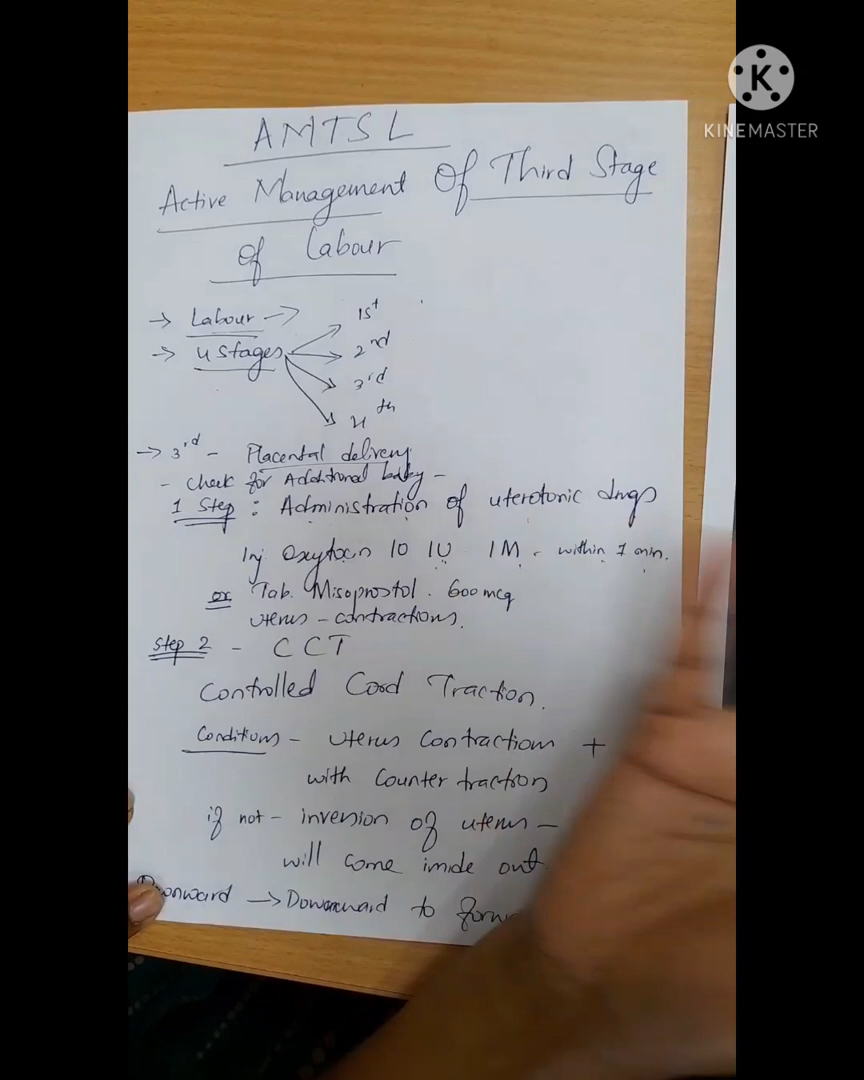 K
KINEMASTER
AMTSL
Active Management Of Third Stage
of Labour
→ Labour →
→ 4 stages
1st
2nd
3rd
4th
→ 3rd - Placental delivery
- Check for Additional baby -
1 Step : Administration of uterotonic drugs
Inj Oxytocin 10 IU IM - within 1 min.
or Tab. Misoprostol. 600mcg
uterus - contractions.
Step 2 - CCT
Controlled Cord Traction.
Conditions - uterus contractions +
with counter traction
if not - inversion of uterus -
will come inside out
Downward → Downward to